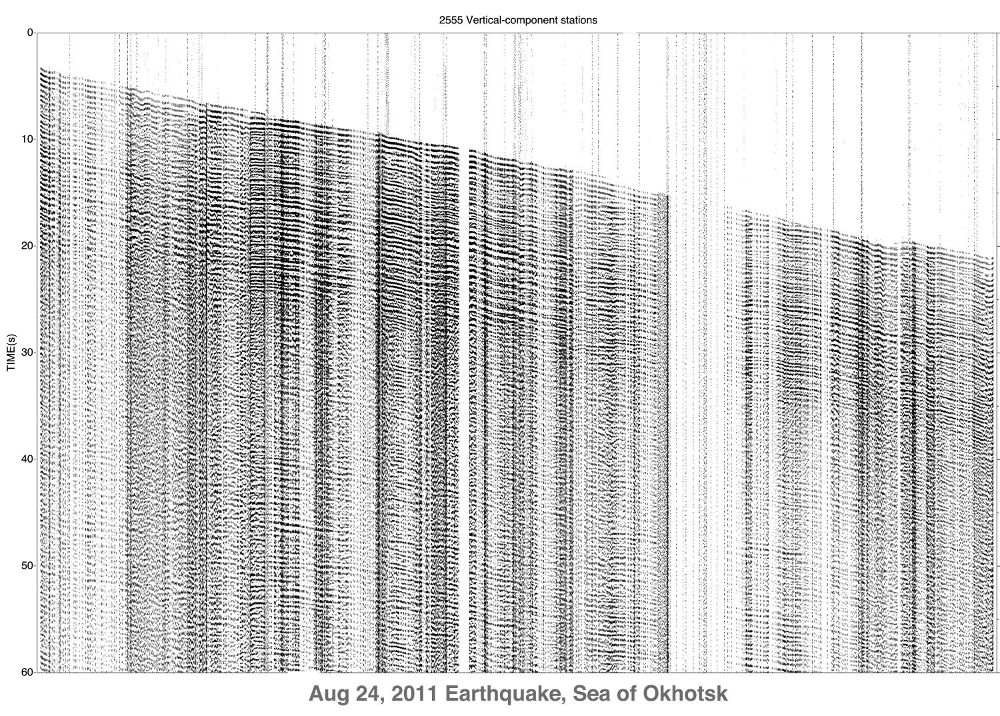 2555 Vertical-component stations
0
10
20
30
40
50
60
TIME(s)
Aug 24, 2011 Earthquake, Sea of Okhotsk